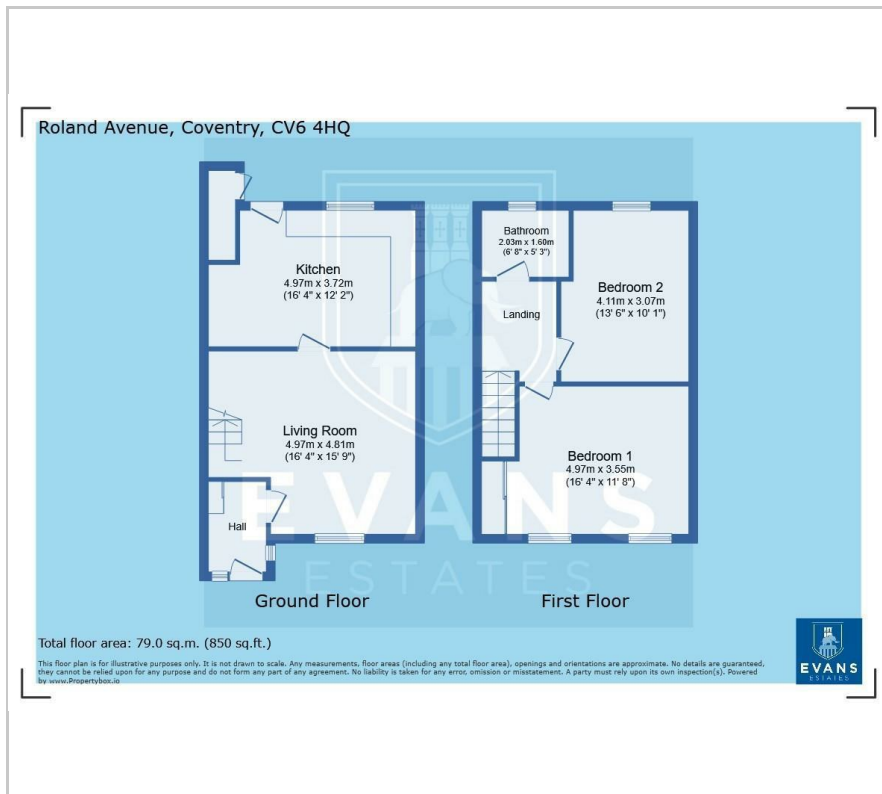 Roland Avenue, Coventry, CV6 4HQ
Kitchen
4.97m x 3.72m
(16' 4" x 12' 2")
Living Room
4.97m x 4.81m
(16' 4" x 15' 9")
Hall
Ground Floor
Bathroom
2.03m x 1.60m
(6' 8" x 5' 3")
Bedroom 2
4.11m x 3.07m
(13' 6" x 10' 1")
Landing
Bedroom 1
4.97m x 3.55m
(16' 4" x 11' 8")
First Floor
EVANS
ESTATES
Total floor area: 79.0 sq.m. (850 sq.ft.)
This floor plan is for illustrative purposes only. It is not drawn to scale. Any measurements, floor areas (including any total floor area), openings and orientations are approximate. No details are guaranteed,
they cannot be relied upon for any purpose and do not form any part of any agreement. No liability is taken for any error, omission or misstatement. A party must rely upon its own inspection(s). Powered
by www.Propertybox.io
EVANS
ESTATES